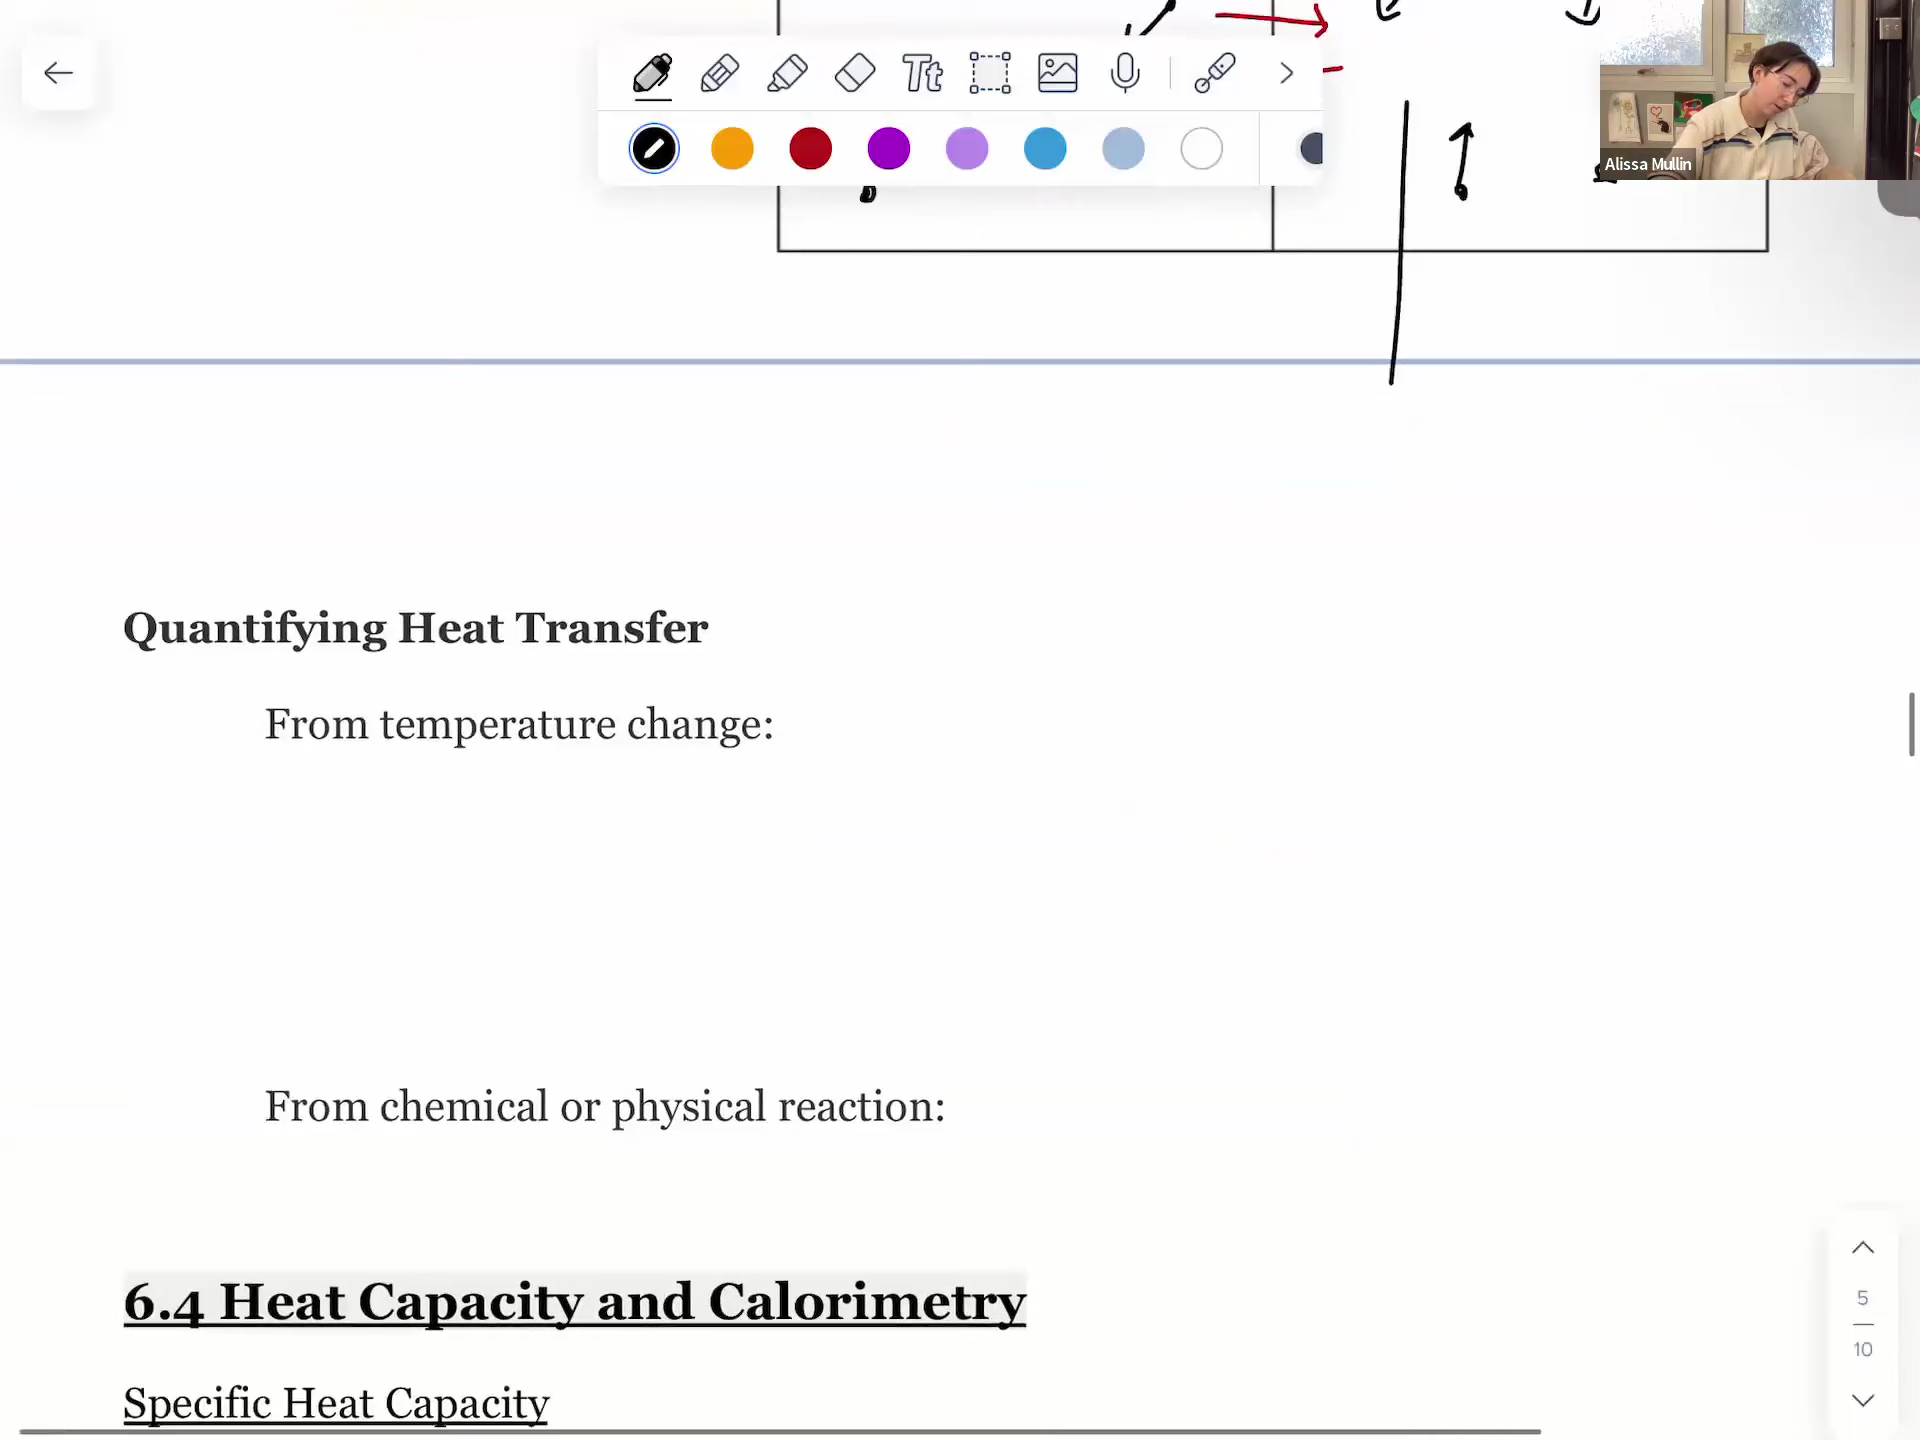 Tt
Alissa Mullin
Quantifying Heat Transfer
From temperature change:
From chemical or physical reaction:
6.4 Heat Capacity and Calorimetry
5
10
Specific Heat Capacity